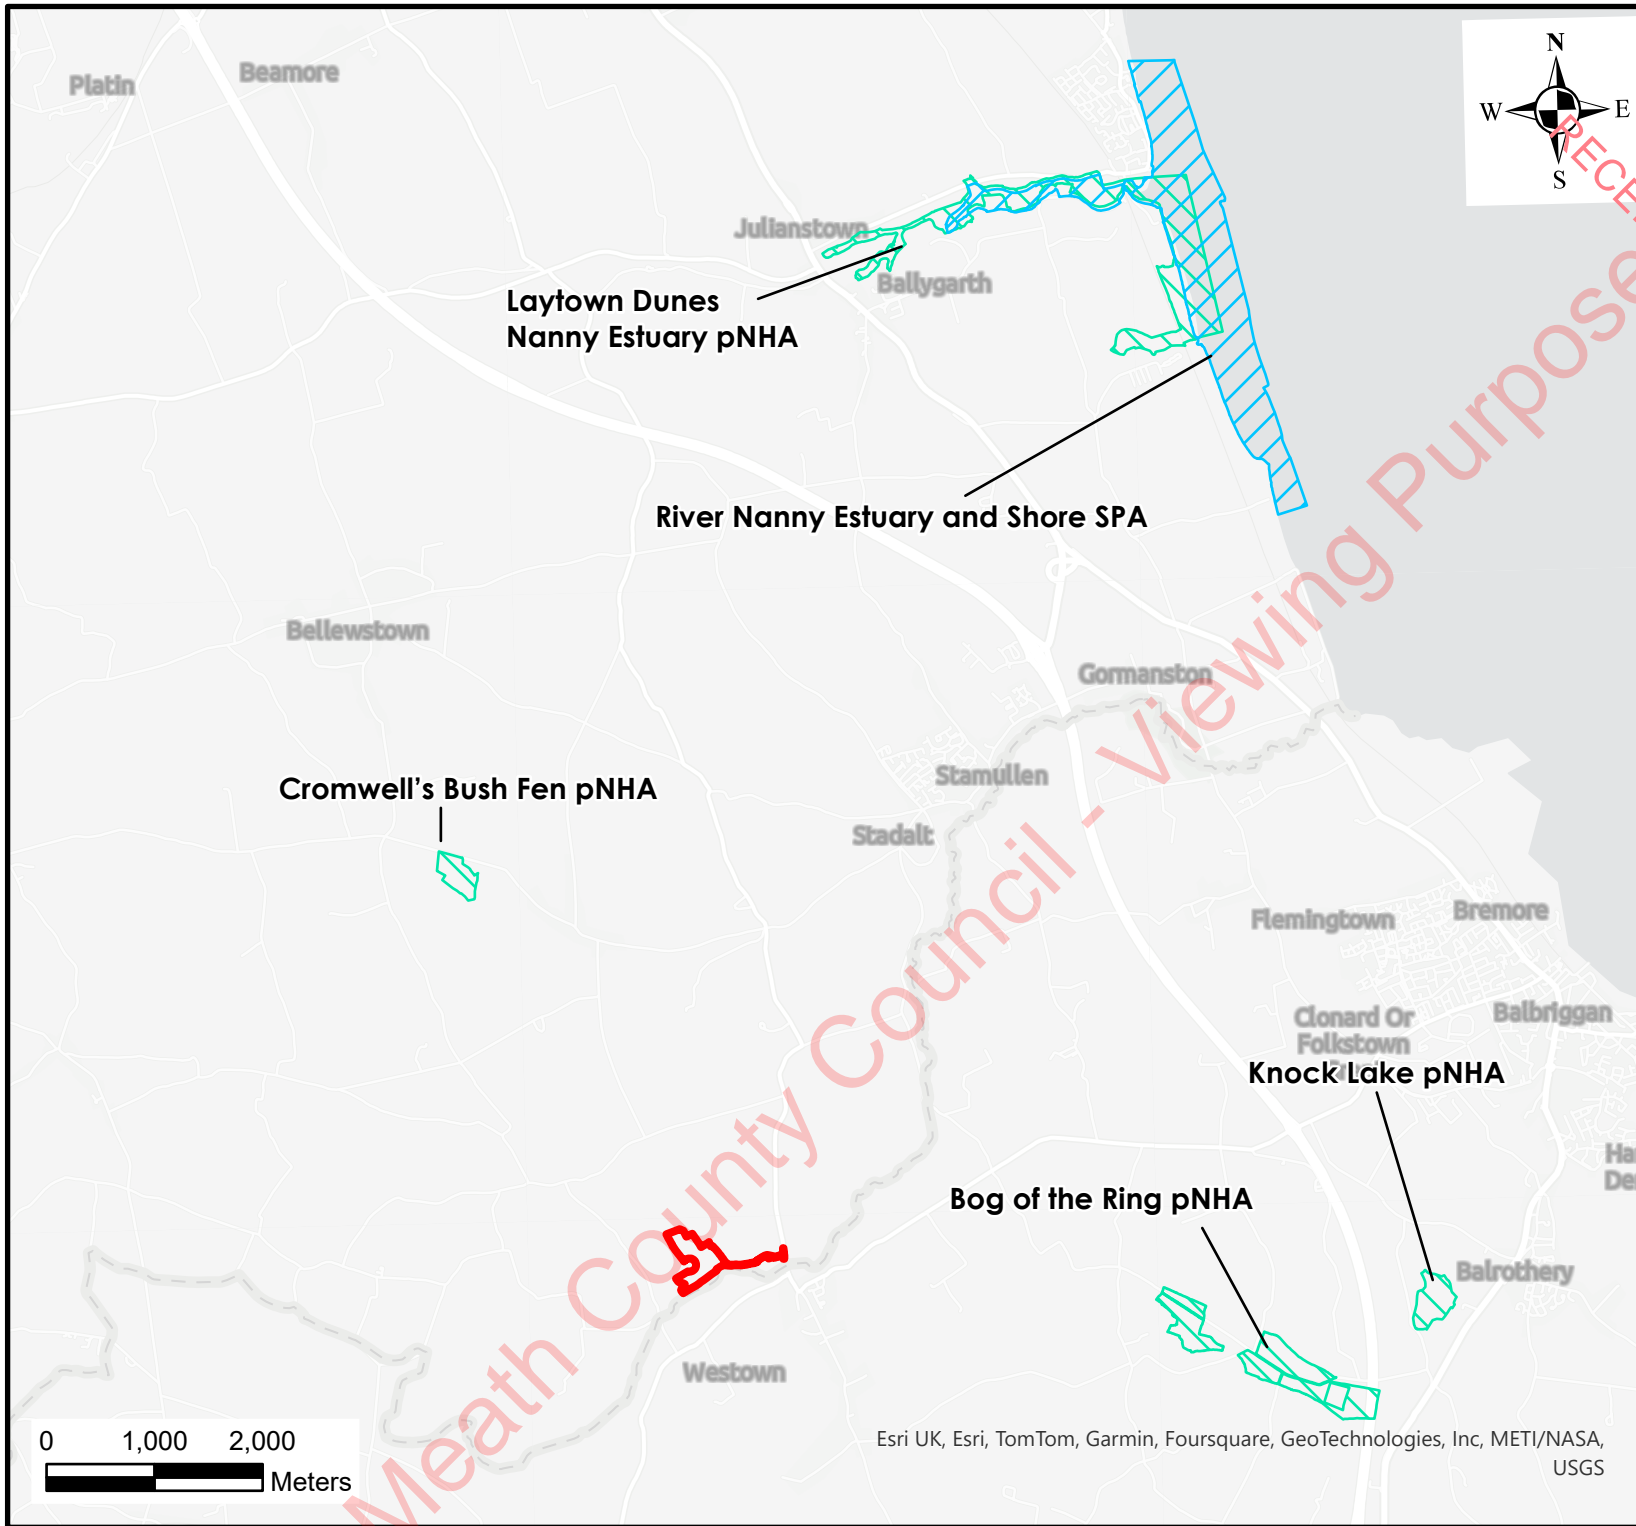 Platin
Beamore
N
W
E
S
RECE
Julianstown
Ballygarth
Laytown Dunes
Nanny Estuary pNHA
River Nanny Estuary and Shore SPA
Bellewstown
Gormanston
Cromwell's Bush Fen pNHA
Stamullen
Stadalt
Flemingtown
Bremore
Balbriggan
Clonard Or
Folkstown
Knock Lake pNHA
Bog of the Ring pNHA
Balrothery
Westown
Meath County Council - Viewing Purpose
0 1,000 2,000
Meters
Esri UK, Esri, TomTom, Garmin, Foursquare, GeoTechnologies, Inc, METI/NASA,
USGS